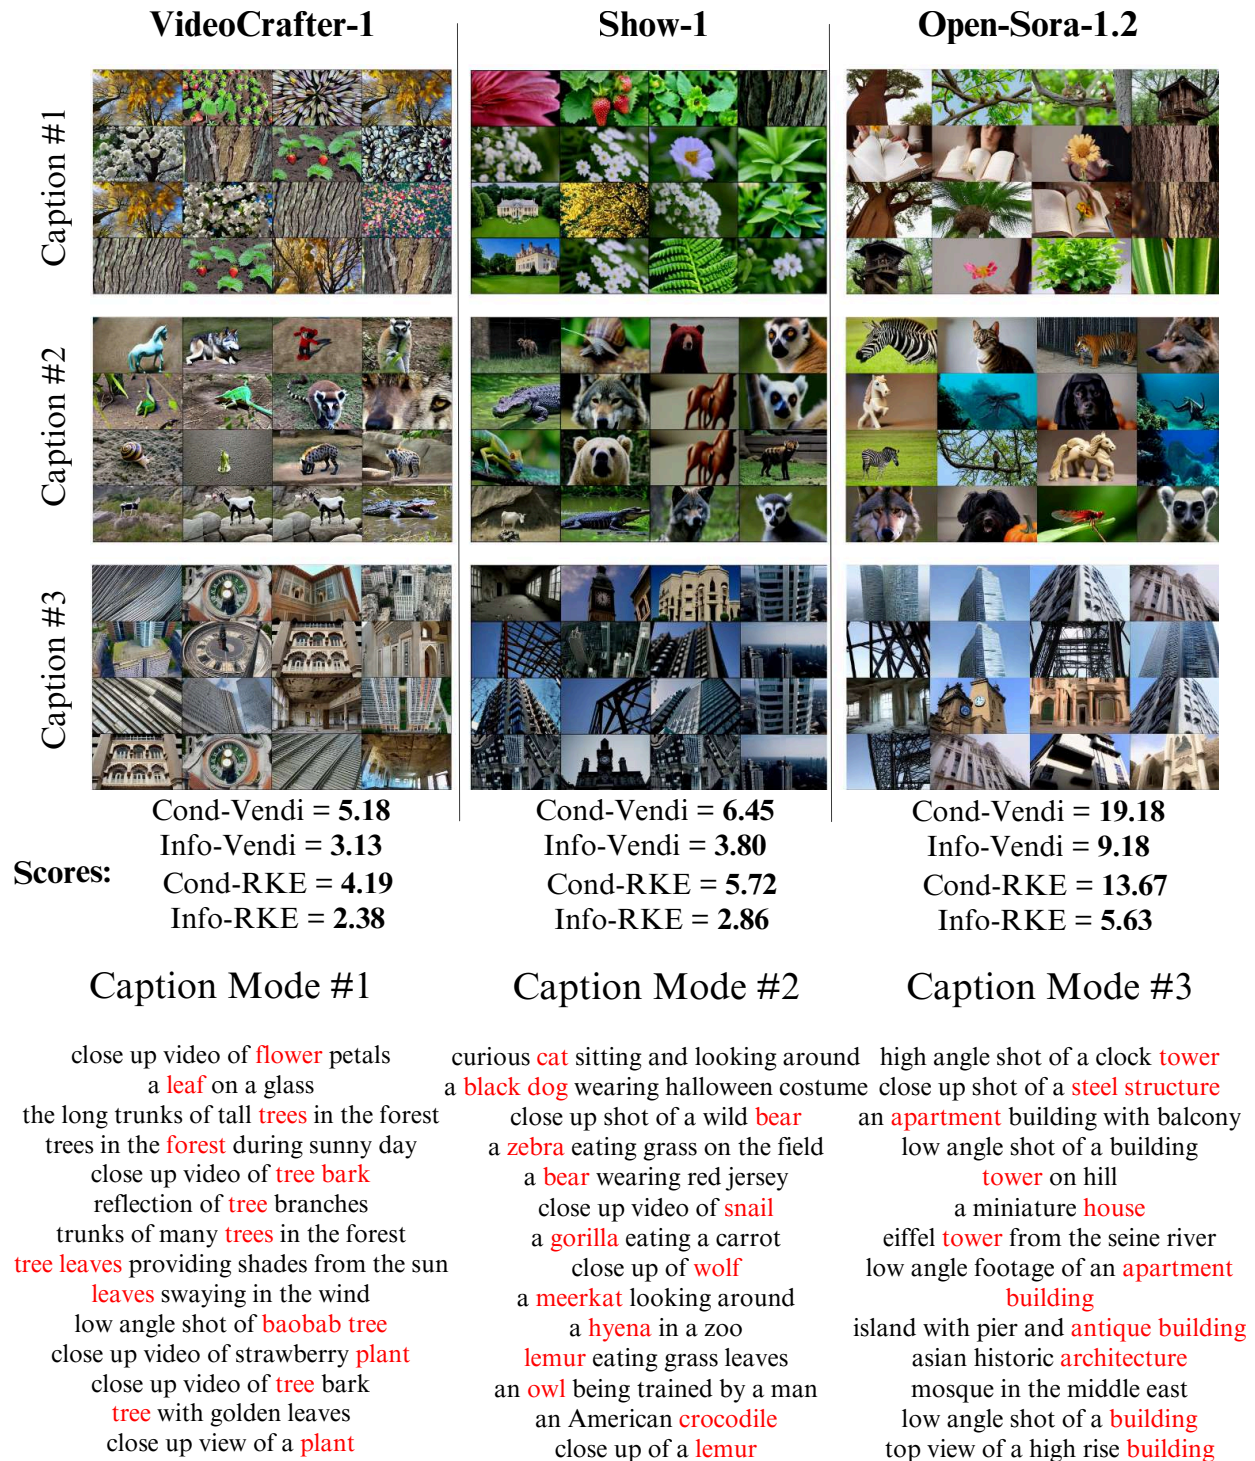 VideoCrafter-1
Show-1
Open-Sora-1.2
Caption #1
Caption #2
Caption #3
Scores:
Cond-Vendi = 5.18
Info-Vendi = 3.13
Cond-RKE = 4.19
Info-RKE = 2.38
Cond-Vendi = 6.45
Info-Vendi = 3.80
Cond-RKE = 5.72
Info-RKE = 2.86
Cond-Vendi = 19.18
Info-Vendi = 9.18
Cond-RKE = 13.67
Info-RKE = 5.63
Caption Mode #1
close up video of flower petals
a leaf on a glass
the long trunks of tall trees in the forest
trees in the forest during sunny day
close up video of tree bark
reflection of tree branches
trunks of many trees in the forest
tree leaves providing shades from the sun
leaves swaying in the wind
low angle shot of baobab tree
close up video of strawberry plant
close up video of tree bark
tree with golden leaves
close up view of a plant
Caption Mode #2
curious cat sitting and looking around
a black dog wearing halloween costume
close up shot of a wild bear
a zebra eating grass on the field
a bear wearing red jersey
close up video of snail
a gorilla eating a carrot
close up of wolf
a meerkat looking around
a hyena in a zoo
lemur eating grass leaves
an owl being trained by a man
an American crocodile
close up of a lemur
Caption Mode #3
high angle shot of a clock tower
close up shot of a steel structure
an apartment building with balcony
low angle shot of a building
tower on hill
a miniature house
eiffel tower from the seine river
low angle footage of an apartment
building
island with pier and antique building
asian historic architecture
mosque in the middle east
low angle shot of a building
top view of a high rise building